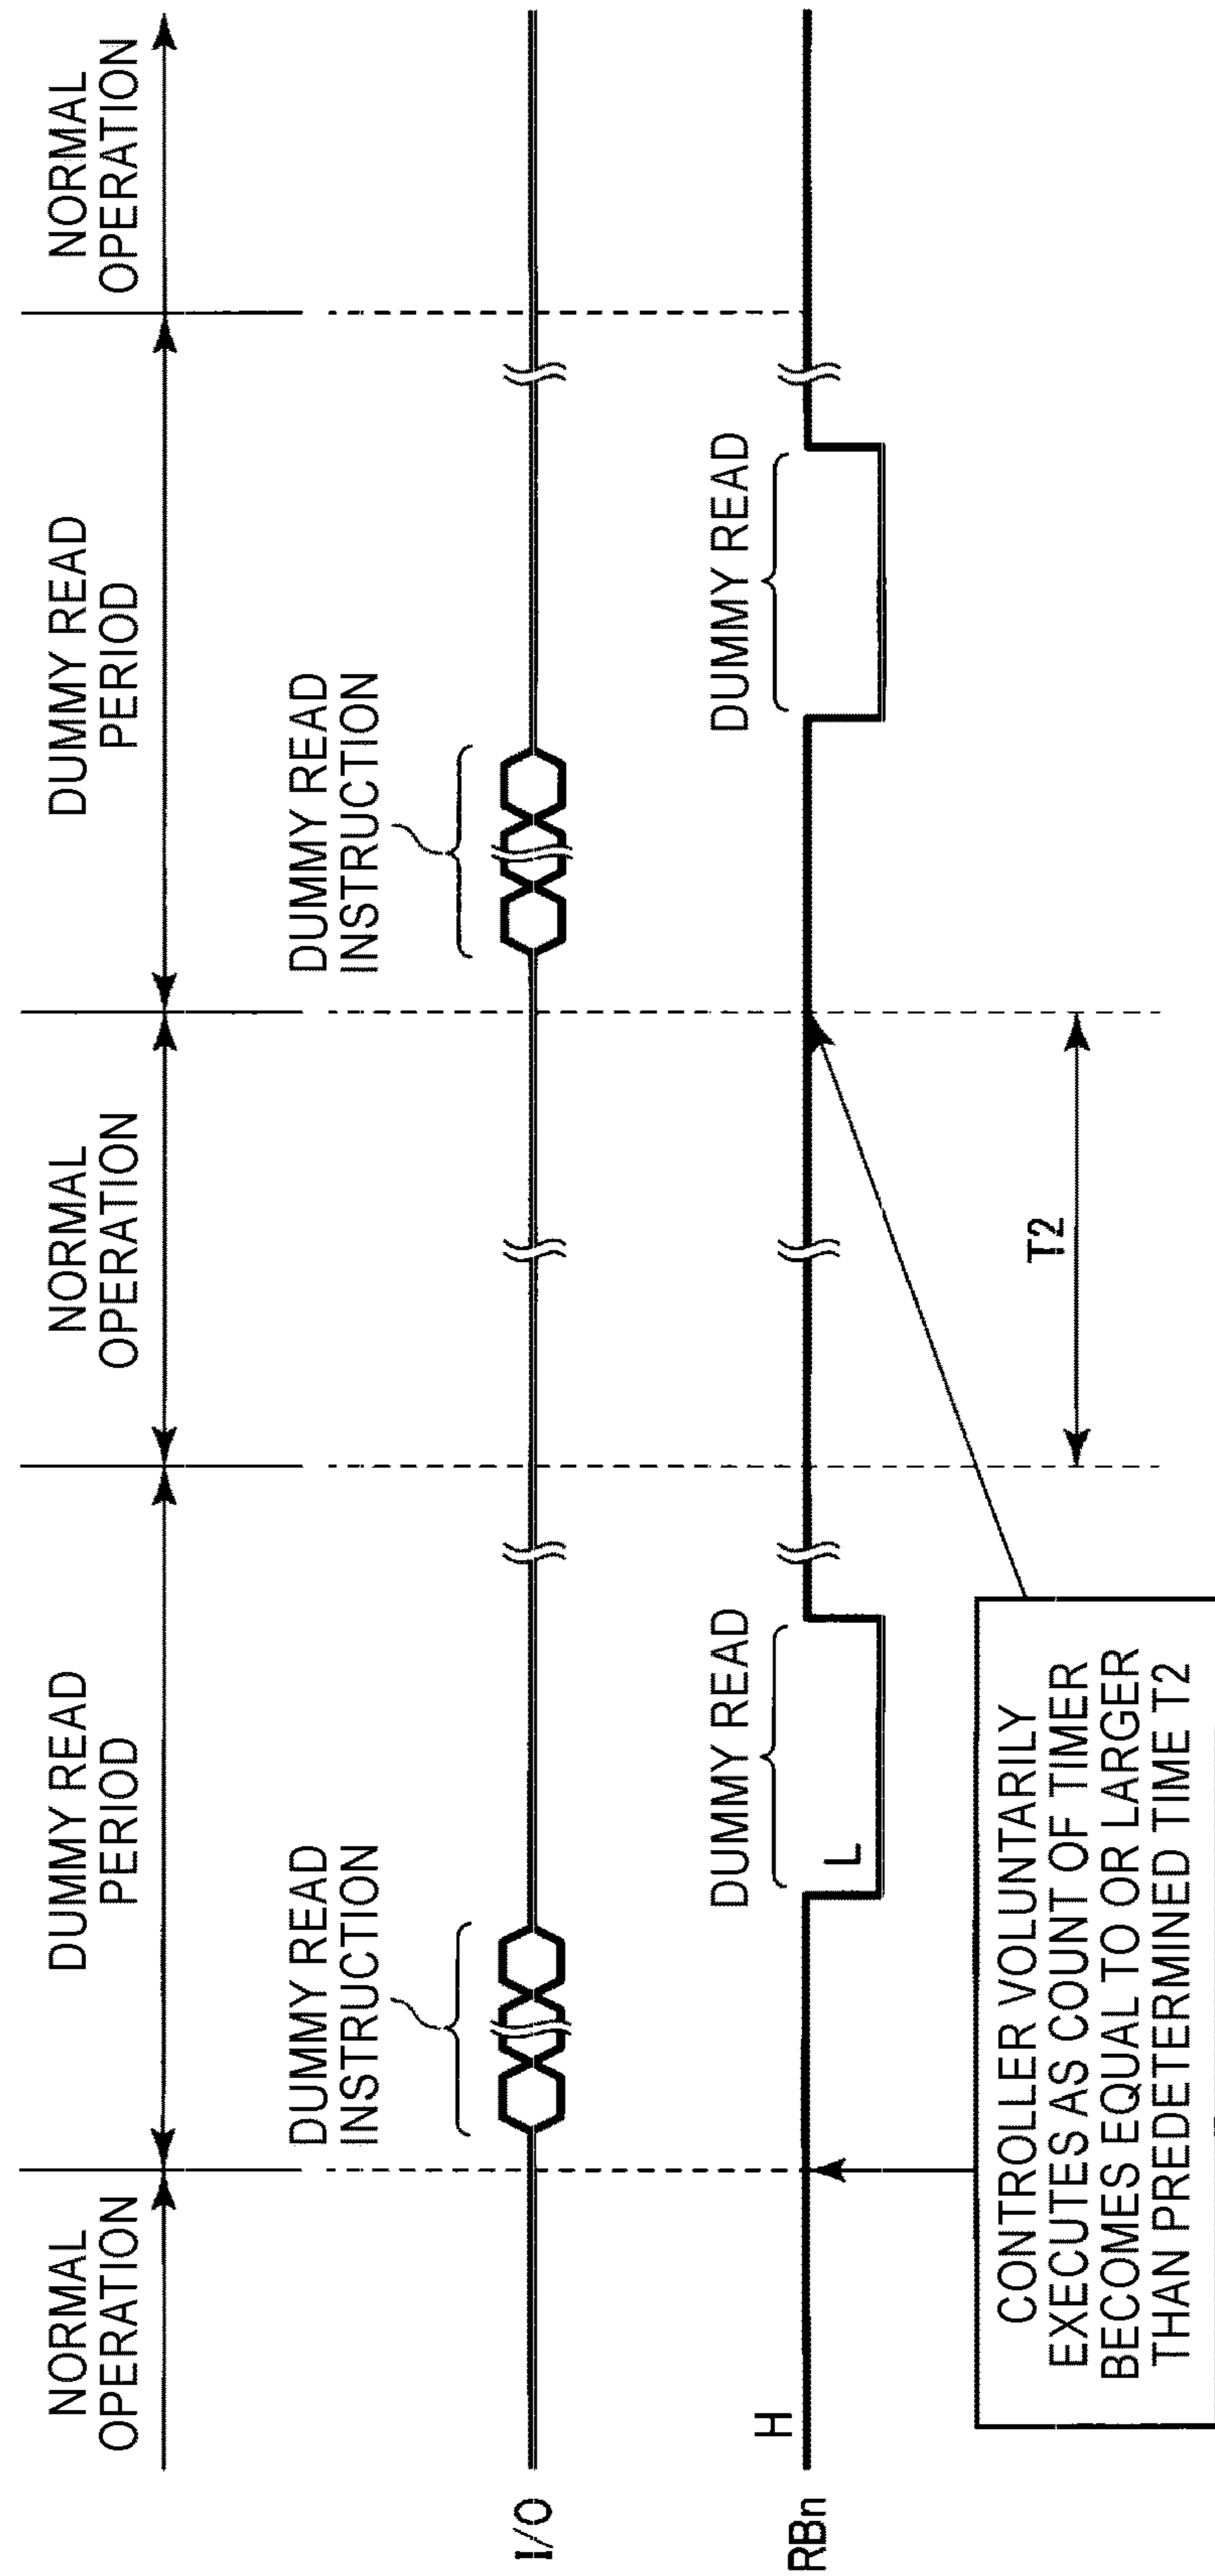 NORMAL
OPERATION
DUMMY READ
PERIOD
NORMAL
OPERATION
DUMMY READ
PERIOD
NORMAL
OPERATION
DUMMY READ
INSTRUCTION
DUMMY READ
INSTRUCTION
I/O
DUMMY READ
DUMMY READ
H
L
RBn
CONTROLLER VOLUNTARILY
EXECUTES AS COUNT OF TIMER
BECOMES EQUAL TO OR LARGER
THAN PREDETERMINED TIME T2
T2